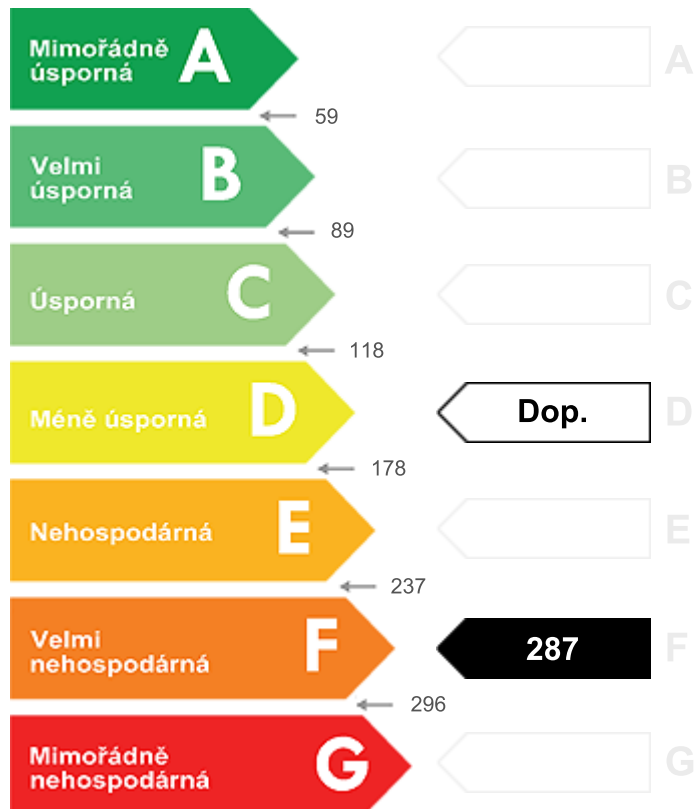 Mimořádně
úsporná
A
A
59
Velmi
úsporná
B
B
89
Úsporná
C
C
118
Méně úsporná
D
Dop.
D
178
Nehospodárná
E
E
237
Velmi
nehospodárná
F
287
F
296
Mimořádně
nehospodárná
G
G